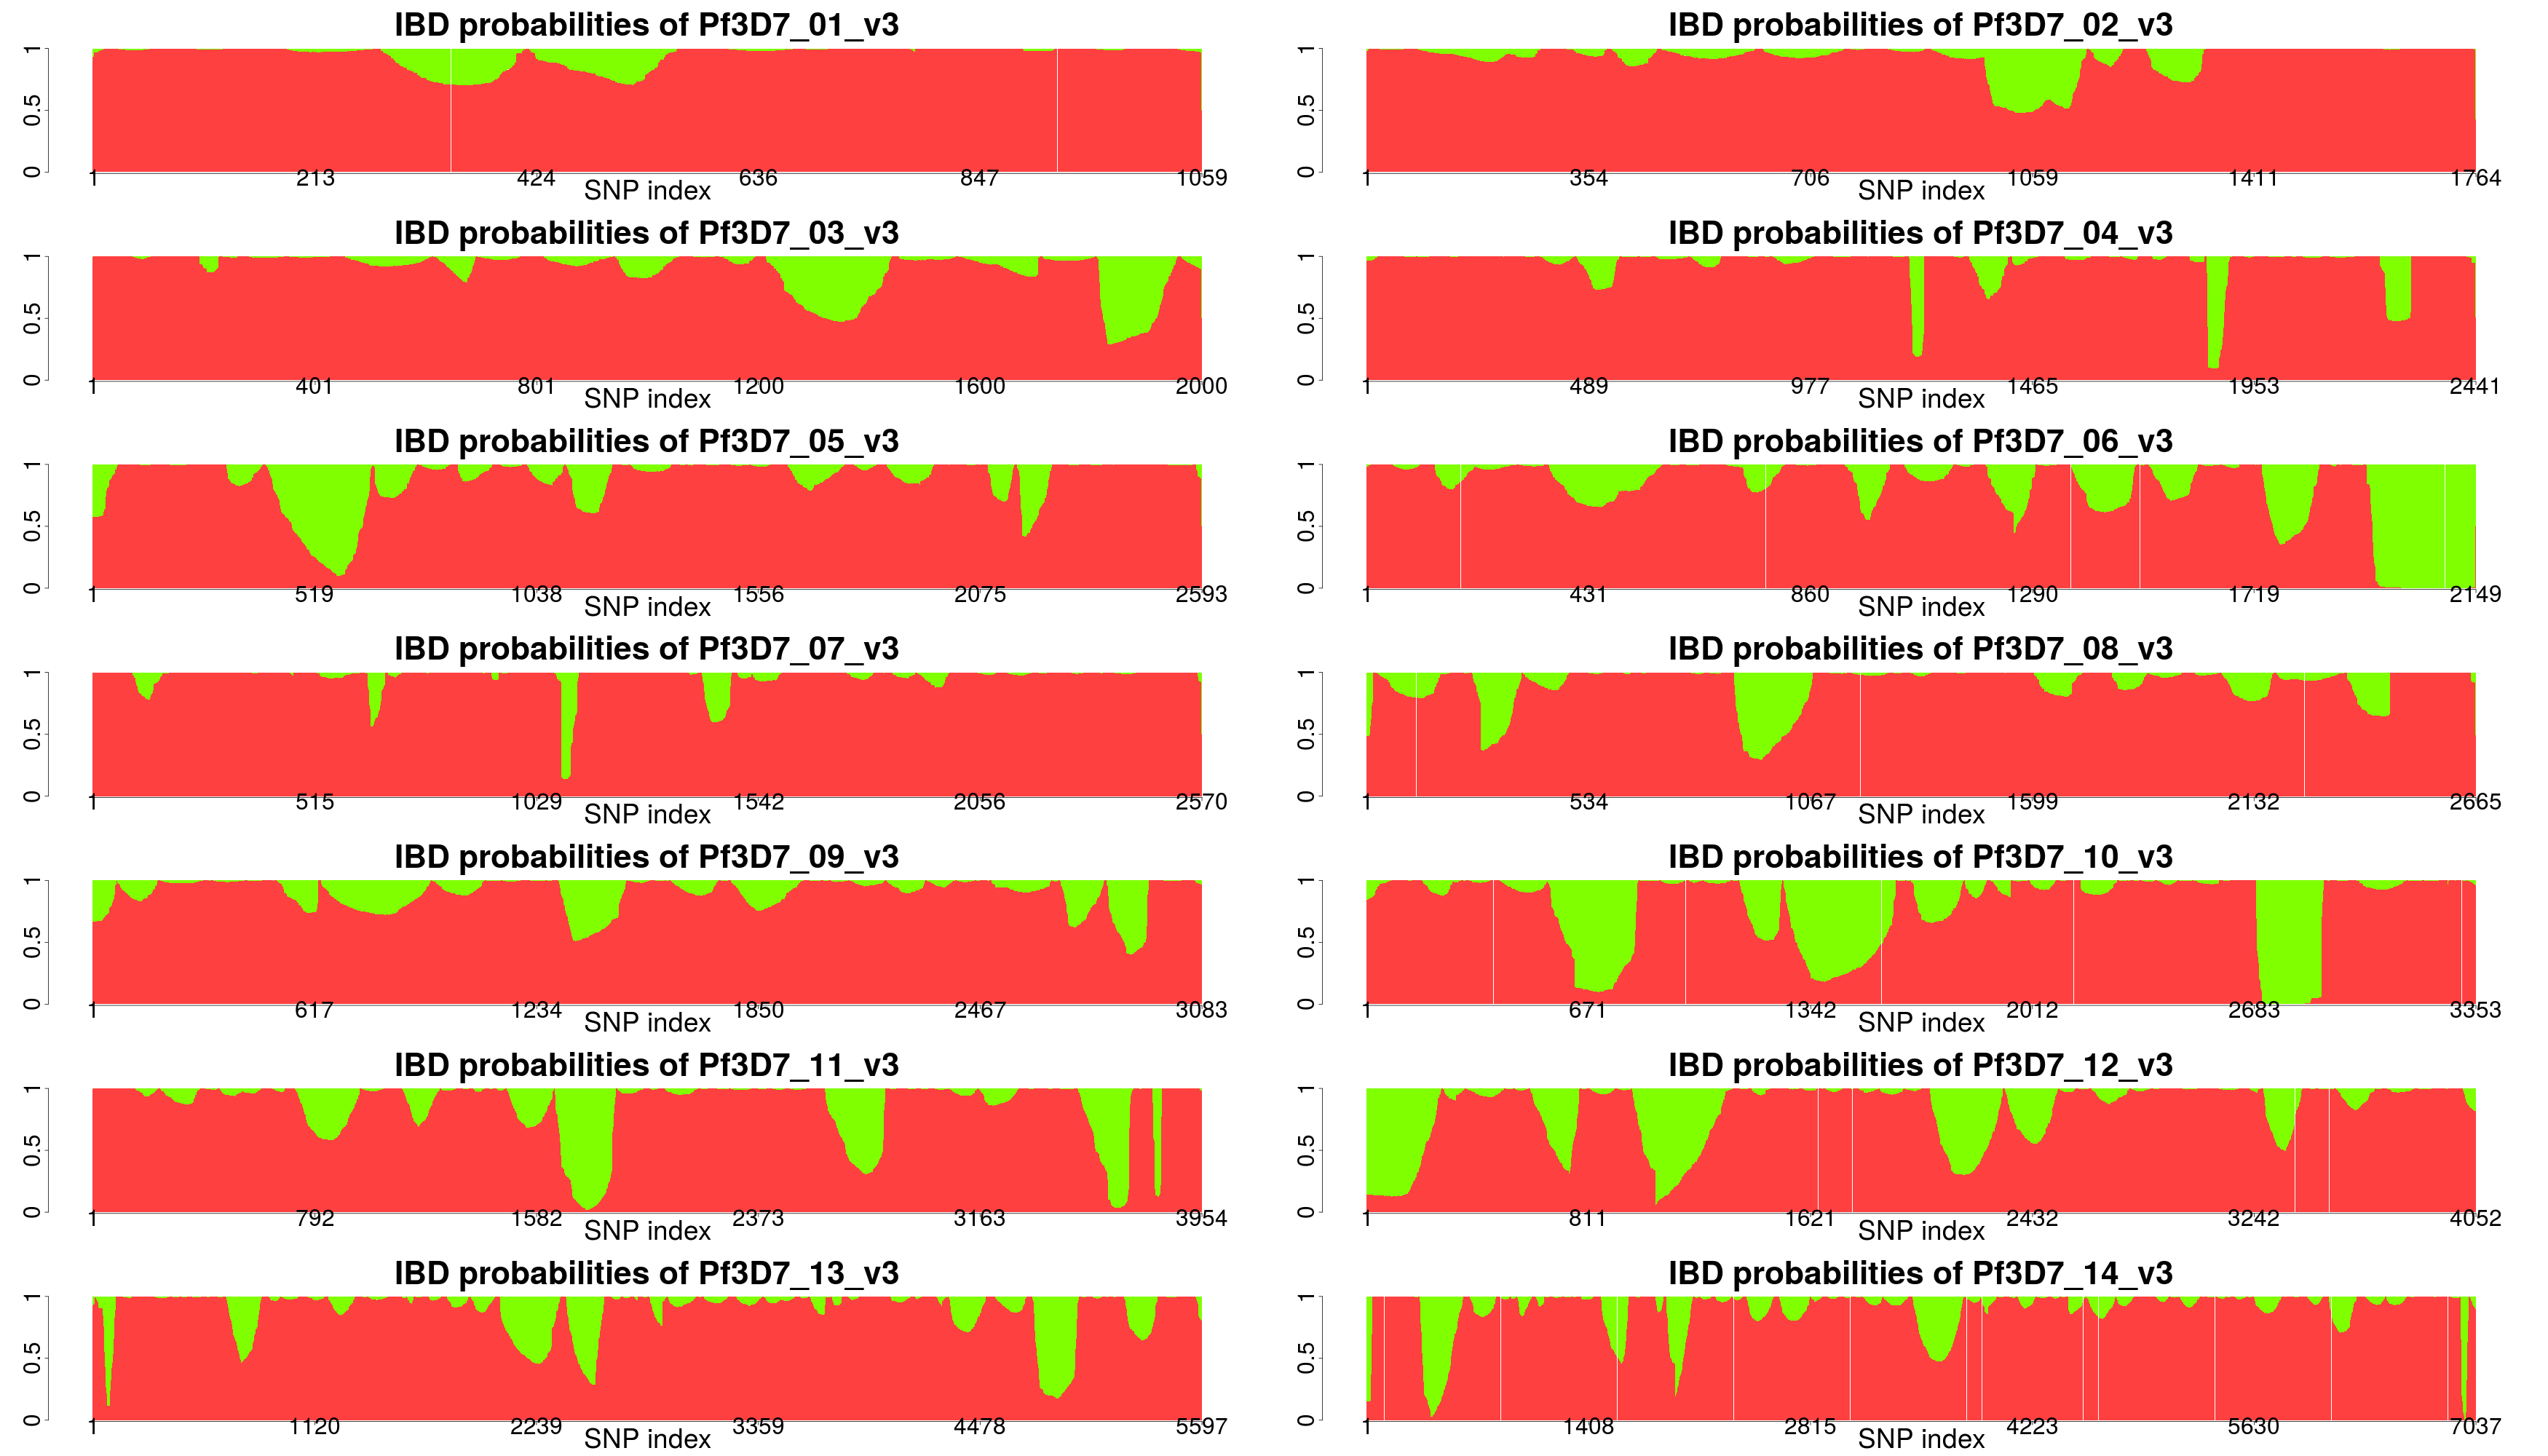 IBD probabilities of Pf3D7_01_v3
0 0.5 1
1 213 424 636 847 1059
SNP index
IBD probabilities of Pf3D7_02_v3
0 0.5 1
1 354 706 1059 1411 1764
SNP index
IBD probabilities of Pf3D7_03_v3
0 0.5 1
1 401 801 1200 1600 2000
SNP index
IBD probabilities of Pf3D7_04_v3
0 0.5 1
1 489 977 1465 1953 2441
SNP index
IBD probabilities of Pf3D7_05_v3
0 0.5 1
1 519 1038 1556 2075 2593
SNP index
IBD probabilities of Pf3D7_06_v3
0 0.5 1
1 431 860 1290 1719 2149
SNP index
IBD probabilities of Pf3D7_07_v3
0 0.5 1
1 515 1029 1542 2056 2570
SNP index
IBD probabilities of Pf3D7_08_v3
0 0.5 1
1 534 1067 1599 2132 2665
SNP index
IBD probabilities of Pf3D7_09_v3
0 0.5 1
1 617 1234 1850 2467 3083
SNP index
IBD probabilities of Pf3D7_10_v3
0 0.5 1
1 671 1342 2012 2683 3353
SNP index
IBD probabilities of Pf3D7_11_v3
0 0.5 1
1 792 1582 2373 3163 3954
SNP index
IBD probabilities of Pf3D7_12_v3
0 0.5 1
1 811 1621 2432 3242 4052
SNP index
IBD probabilities of Pf3D7_13_v3
0 0.5 1
1 1120 2239 3359 4478 5597
SNP index
IBD probabilities of Pf3D7_14_v3
0 0.5 1
1 1408 2815 4223 5630 7037
SNP index